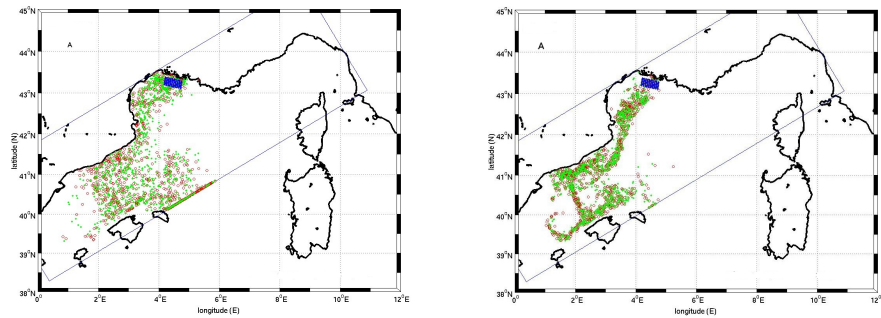 45°N
44°N
43°N
42°N
41°N
40°N
39°N
38°N
latitude (N)
A
0°
2°E
4°E
6°E
8°E
10°E
12°E
longitude (E)
45°N
44°N
43°N
42°N
41°N
40°N
39°N
38°N
latitude (N)
A
0°
2°E
4°E
6°E
8°E
10°E
12°
longitude (E)